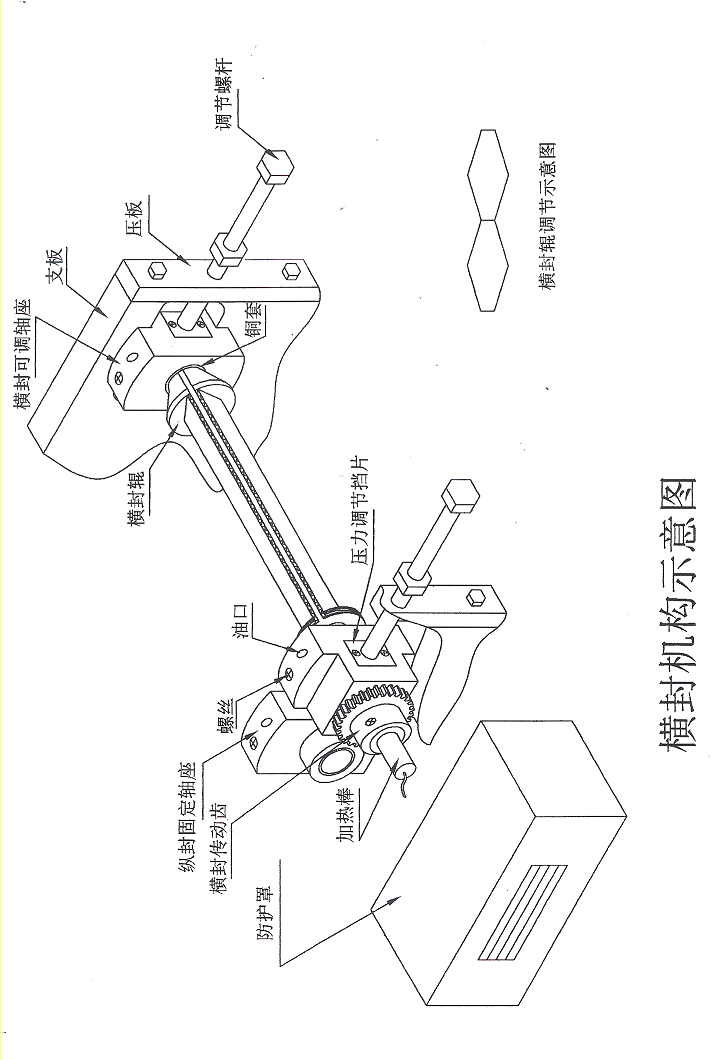 调节螺杆
压板
支板
横封可调轴座
铜套
横封辊
压力调节挡片
油口
螺丝
纵封固定轴座
横封传动齿
加热棒
防护罩
横封辊调节示意图
横封机构示意图